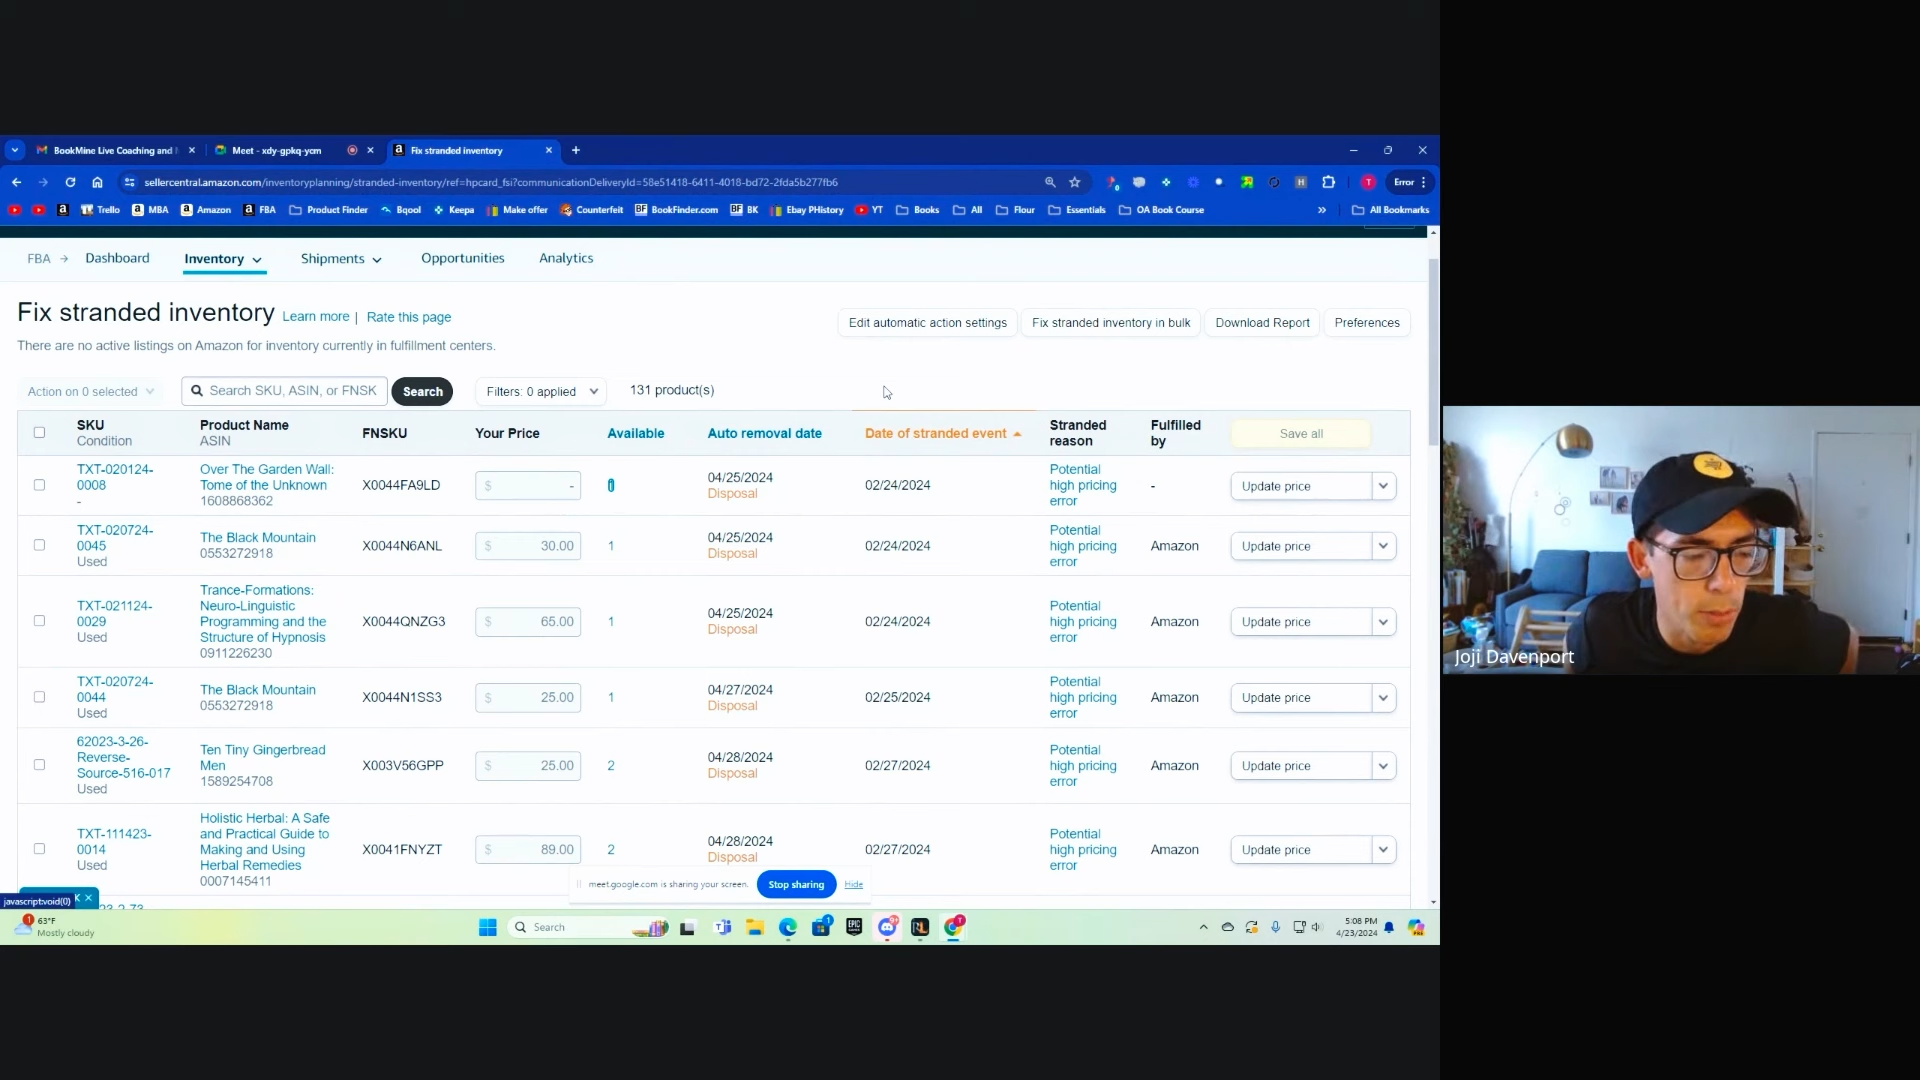 BookMine Live Coaching and
Meet - xdy-gpkq-ycm
Fix stranded inventory
sellercentral.amazon.com/inventoryplanning/stranded-inventory/ref=hpcard_fsi?communicationDeliveryId=58e51418-6411-4018-bd72-2fda5b277fb6
Error
Trello MBA Amazon FBA Product Finder Bqool Keepa Make offer Counterfeit BookFinder.com BK Ebay PHistory YT Books All Flour Essentials OA Book Course » All Bookmarks
FBA → Dashboard Inventory Shipments Opportunities Analytics
Fix stranded inventory Learn more | Rate this page
Edit automatic action settings Fix stranded inventory in bulk Download Report Preferences
There are no active listings on Amazon for inventory currently in fulfillment centers.
Action on 0 selected Search SKU, ASIN, or FNSK Search Filters: 0 applied 131 product(s)
SKU
Condition
Product Name
ASIN
FNSKU
Your Price
Available
Auto removal date
Date of stranded event
Stranded
reason
Fulfilled
by
Save all
TXT-020124-
0008
-
Over The Garden Wall:
Tome of the Unknown
1608868362
X0044FA9LD
$ -
04/25/2024
Disposal
02/24/2024
Potential
high pricing
error
-
Update price
TXT-020724-
0045
Used
The Black Mountain
0553272918
X0044N6ANL
$ 30.00
1
04/25/2024
Disposal
02/24/2024
Potential
high pricing
error
Amazon
Update price
TXT-021124-
0029
Used
Trance-Formations:
Neuro-Linguistic
Programming and the
Structure of Hypnosis
0911226230
X0044QNZG3
$ 65.00
1
04/25/2024
Disposal
02/24/2024
Potential
high pricing
error
Amazon
Update price
TXT-020724-
0044
Used
The Black Mountain
0553272918
X0044N1SS3
$ 25.00
1
04/27/2024
Disposal
02/25/2024
Potential
high pricing
error
Amazon
Update price
62023-3-26-
Reverse-
Source-516-017
Used
Ten Tiny Gingerbread
Men
1589254708
X003V56GPP
$ 25.00
2
04/28/2024
Disposal
02/27/2024
Potential
high pricing
error
Amazon
Update price
TXT-111423-
0014
Used
Holistic Herbal: A Safe
and Practical Guide to
Making and Using
Herbal Remedies
0007145411
X0041FNYZT
$ 89.00
2
04/28/2024
Disposal
02/27/2024
Potential
high pricing
error
Amazon
Update price
meet.google.com is sharing your screen. Stop sharing Hide
javascript:void(0)
63°F
Mostly cloudy
Search
5:08 PM
4/23/2024
Joji Davenport